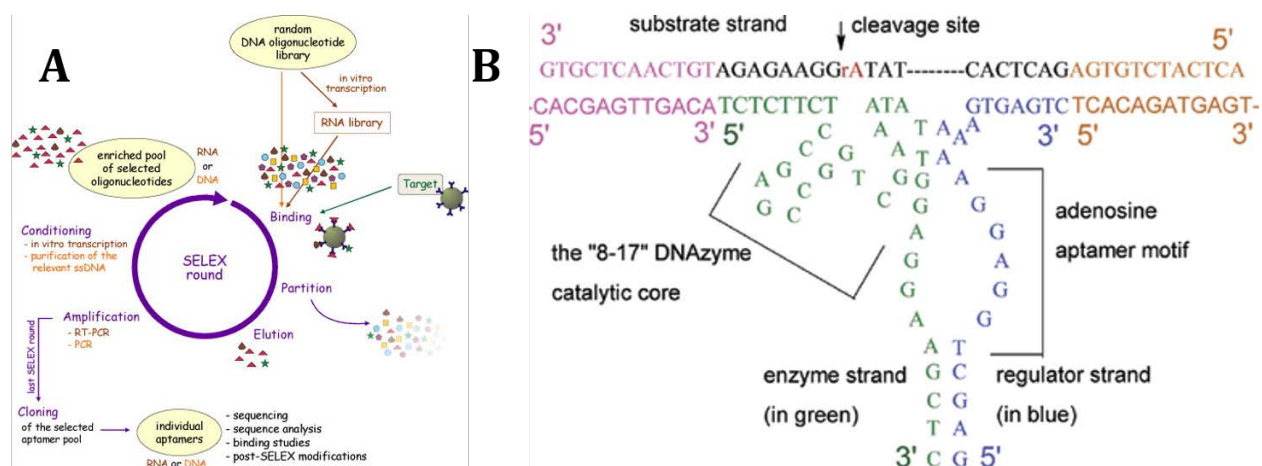 A
random
DNA oligonucleotide
library
in vitro
transcription
RNA library
enriched pool
of selected
oligonucleotides
RNA
or
DNA
Target
Binding
Conditioning
- in vitro transcription
- purification of the
relevant ssDNA
SELEX
round
Partition
Amplification
- RT-PCR
- PCR
Elution
last SELEX round
Cloning
of the selected
aptamer pool
individual
aptamers
RNA or DNA
- sequencing
- sequence analysis
- binding studies
- post-SELEX modifications
B
substrate strand
cleavage site
3'
5'
GTGCTCAACTGTAGAGAAGGrATAT--------CACTCAGAGTGTCTACTCA
-CACGAGTTGACATCTCTTCT ATA GTGAGTCTCACAGATGAGT-
5' 3' 5' 3' 5' 3'
C A T A A A
C G A T A A
A G C G T C G G A
G C C G G
A G
G A
G G
A G
A T
G C
C G
T A
C G
3' 5'
the "8-17" DNAzyme
catalytic core
adenosine
aptamer motif
enzyme strand
(in green)
regulator strand
(in blue)